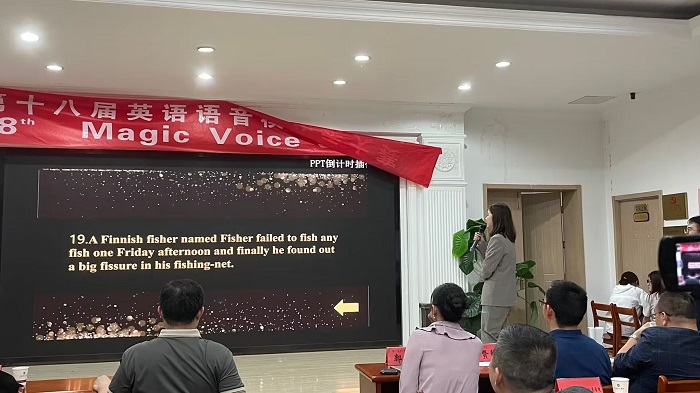 第十八届英语语音
8th Magic Voice
PPT倒计时抽
19.A Finnish fisher named Fisher failed to fish any
fish one Friday afternoon and finally he found out
a big fissure in his fishing-net.